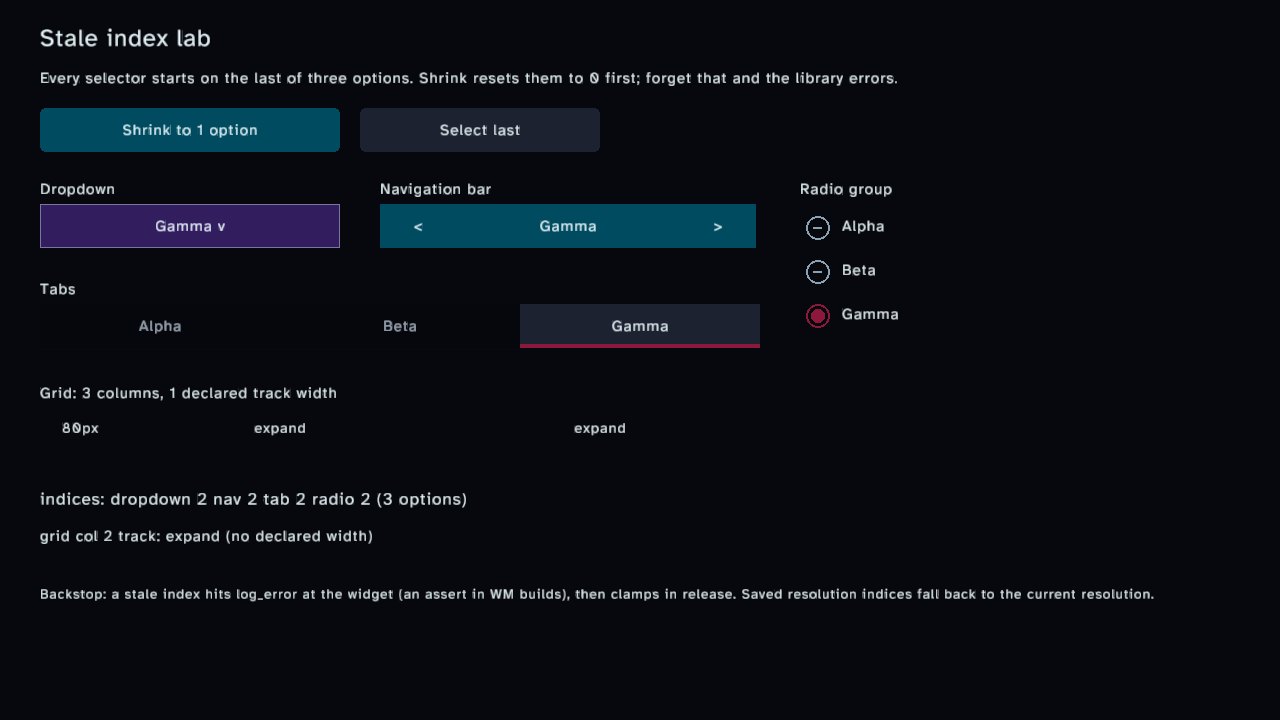 Stale index lab
Every selector starts on the last of three options. Shrink resets them to 0 first; forget that and the library errors.
Shrink to 1 option
Select last
Dropdown
Navigation bar
Radio group
Gamma v
< Gamma >
Alpha
Beta
Gamma
Tabs
Alpha Beta Gamma
Grid: 3 columns, 1 declared track width
80px expand expand
indices: dropdown 2 nav 2 tab 2 radio 2 (3 options)
grid col 2 track: expand (no declared width)
Backstop: a stale index hits log_error at the widget (an assert in WM builds), then clamps in release. Saved resolution indices fall back to the current resolution.